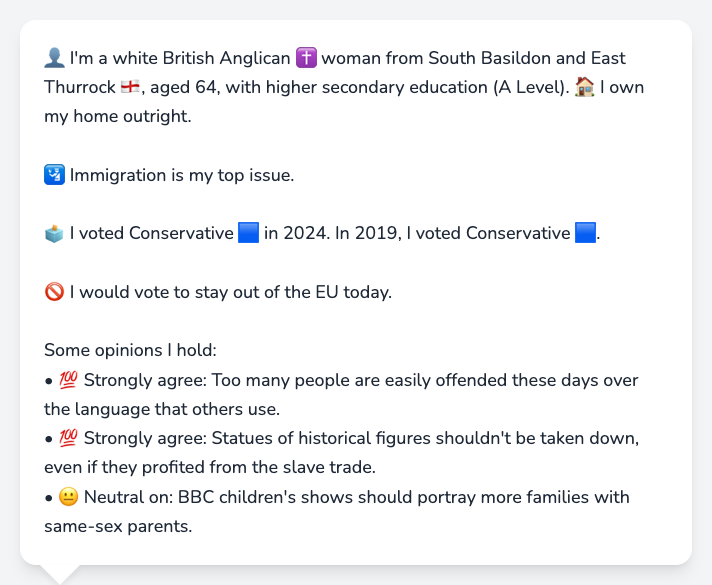 👤 I'm a white British Anglican ✝️ woman from South Basildon and East
Thurrock 🏴󠁧󠁢󠁥󠁮󠁧󠁿, aged 64, with higher secondary education (A Level). 🏠 I own
my home outright.
🛂 Immigration is my top issue.
🗳️ I voted Conservative 🟦 in 2024. In 2019, I voted Conservative 🟦.
🚫 I would vote to stay out of the EU today.
Some opinions I hold:
• 💯 Strongly agree: Too many people are easily offended these days over
the language that others use.
• 💯 Strongly agree: Statues of historical figures shouldn't be taken down,
even if they profited from the slave trade.
• 😐 Neutral on: BBC children's shows should portray more families with
same-sex parents.